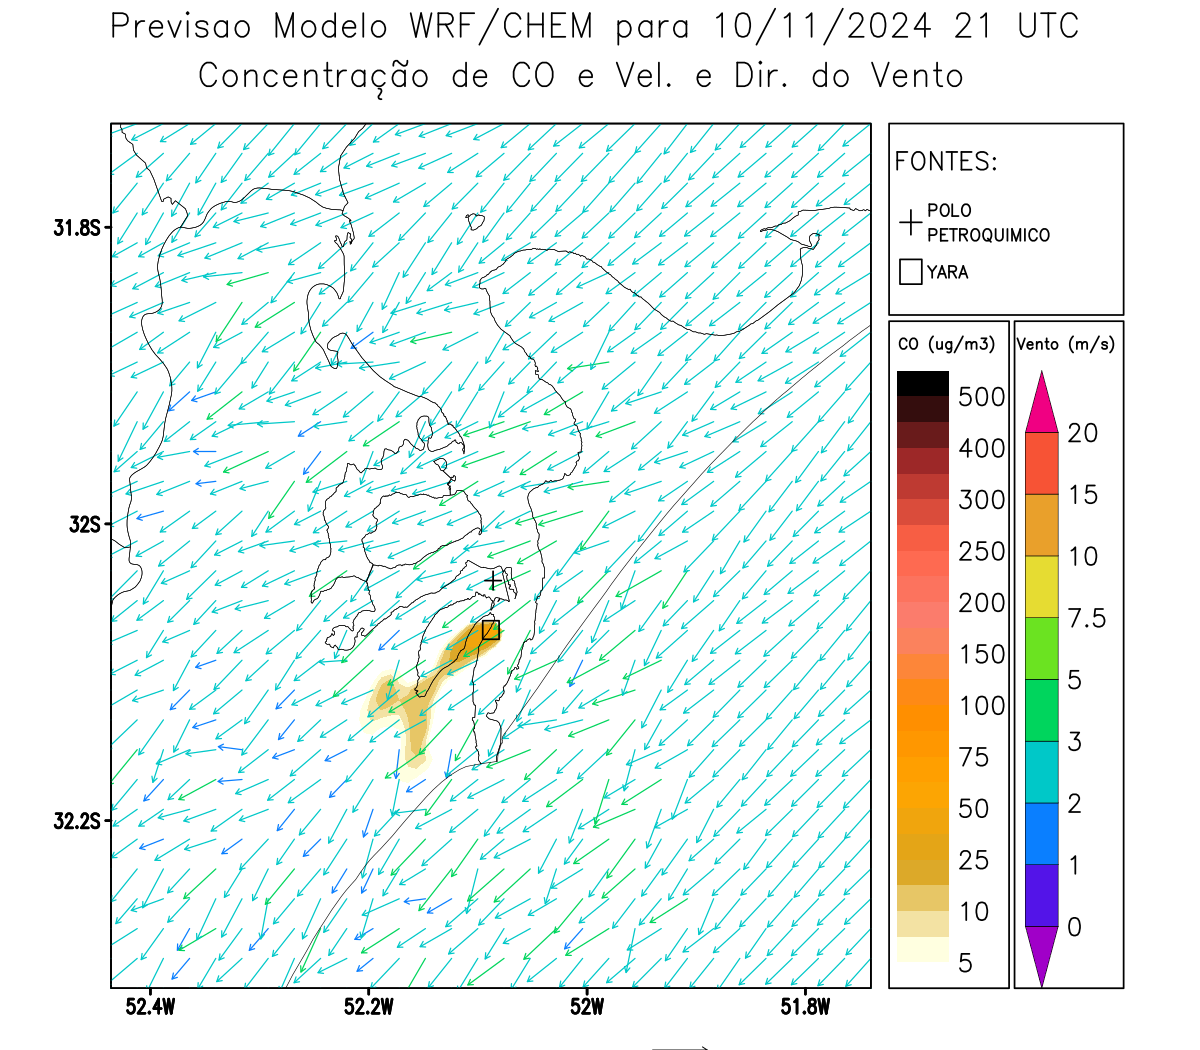 Previsao Modelo WRF/CHEM para 10/11/2024 21 UTC
Concentração de CO e Vel. e Dir. do Vento
FONTES:
POLO
PETROQUIMICO
YARA
CO (ug/m3)
500
400
300
250
200
150
100
75
50
25
10
5
Vento (m/s)
20
15
10
7.5
5
3
2
1
0
31.8S
32S
32.2S
52.4W
52.2W
52W
51.8W